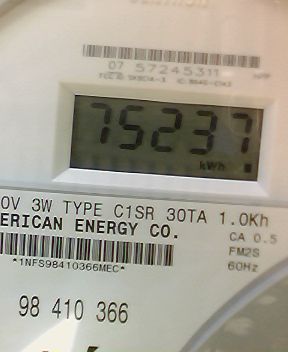 07 57245311
75237
kWh
0V 3W TYPE C1SR 30TA 1.0Kh
ERICAN ENERGY CO.
CA 0.5
FM2S
60Hz
*1NFS98410366MEC*
98 410 366